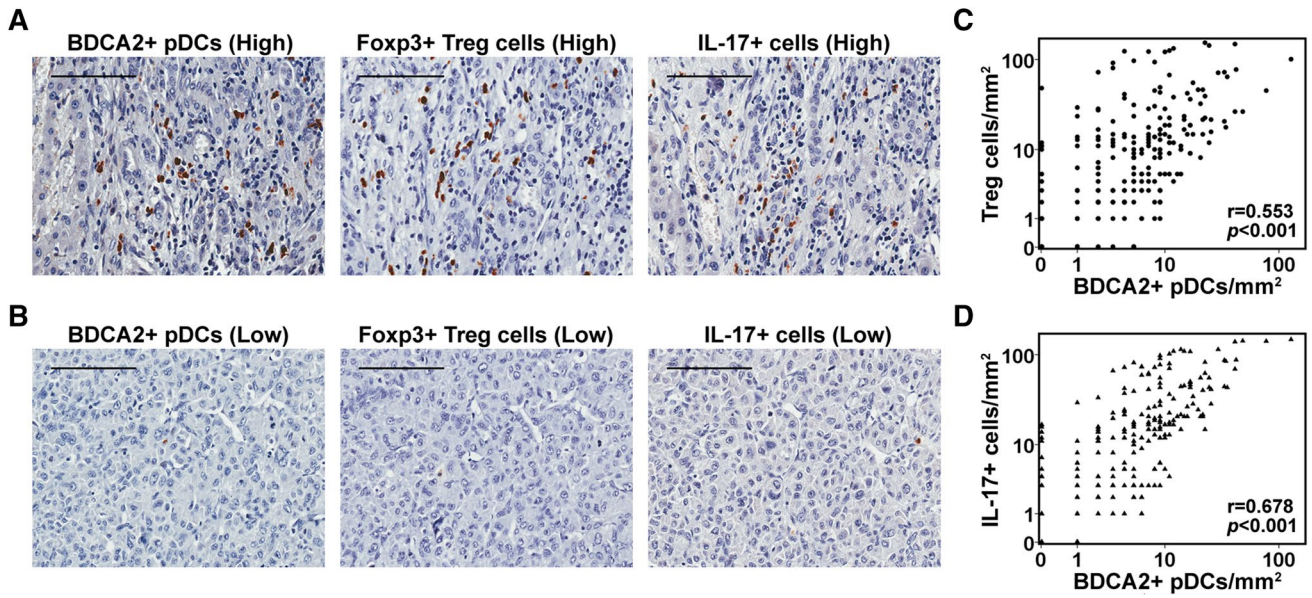 A
BDCA2+ pDCs (High)
Foxp3+ Treg cells (High)
IL-17+ cells (High)
B
BDCA2+ pDCs (Low)
Foxp3+ Treg cells (Low)
IL-17+ cells (Low)
C
Treg cells/mm²
100
10
1
0
r=0.553
p<0.001
0 1 10 100
BDCA2+ pDCs/mm²
D
IL-17+ cells/mm²
100
10
1
0
r=0.678
p<0.001
0 1 10 100
BDCA2+ pDCs/mm²